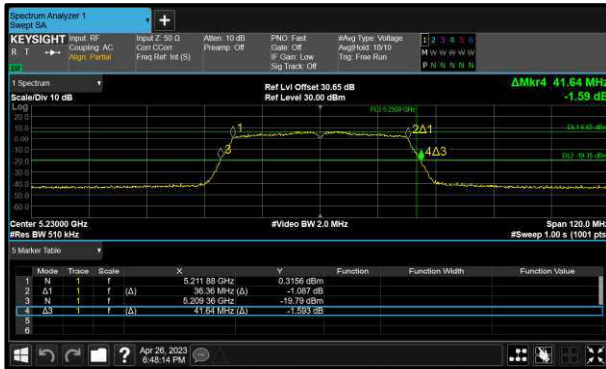 Spectrum Analyzer 1
Swept SA
KEYSIGHT Input: RF Input Z: 50 Ω Atten: 10 dB PNO: Fast #Avg Type: Voltage 1 2 3 4 5 6
R T Coupling: AC Corr CCorr Preamp: Off Gate: Off Avg|Hold: 10/10 M W W W W W
Align: Partial Freq Ref: Int (S) IF Gain: Low Trig: Free Run P N N N N N
Sig Track: Off
1 Spectrum Ref Lvl Offset 30.65 dB ΔMkr4 41.64 MHz
Scale/Div 10 dB Ref Level 30.00 dBm -1.59 dB
Log
20.0
10.0
0.00
-10.0
-20.0
-30.0
-40.0
-50.0
-60.0
1
2Δ1
3
4Δ3
Center 5.23000 GHz #Video BW 2.0 MHz Span 120.0 MHz
#Res BW 510 kHz #Sweep 1.00 s (1001 pts)
5 Marker Table
Mode Trace Scale X Y Function Function Width Function Value
1 N 1 f 5.211 88 GHz 0.3156 dBm
2 Δ1 1 f (Δ) 36.36 MHz (Δ) -1.087 dB
3 N 1 f 5.209 36 GHz -19.79 dBm
4 Δ3 1 f (Δ) 41.64 MHz (Δ) -1.593 dB
5
6
? Apr 26, 2023
6:48:14 PM